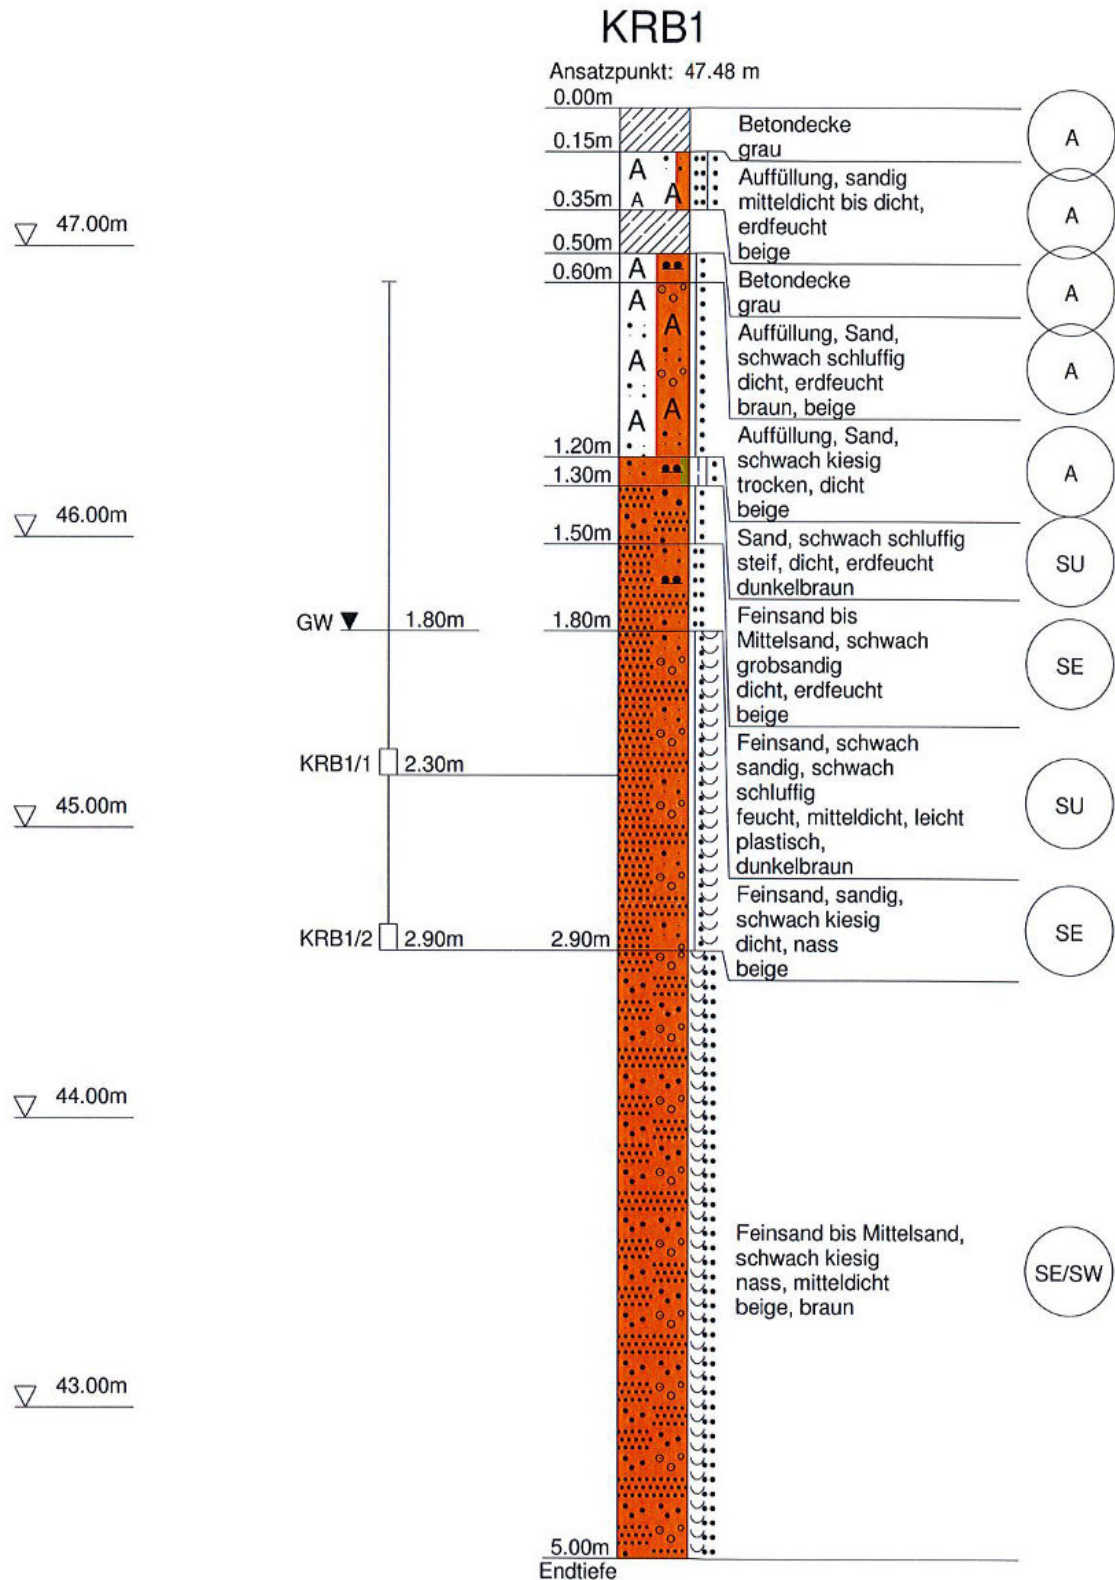 KRB1
Ansatzpunkt: 47.48 m
0.00m
0.15m
0.35m
0.50m
0.60m
1.20m
1.30m
1.50m
1.80m
2.90m
5.00m
Endtiefe
47.00m
46.00m
45.00m
44.00m
43.00m
GW 1.80m
KRB1/1 2.30m
KRB1/2 2.90m
A
A A
A
A
A
A
A
A
Betondecke
grau
A
Auffüllung, sandig
mitteldicht bis dicht,
erdfeucht
beige
A
Betondecke
grau
A
Auffüllung, Sand,
schwach schluffig
dicht, erdfeucht
braun, beige
A
Auffüllung, Sand,
schwach kiesig
trocken, dicht
beige
A
Sand, schwach schluffig
steif, dicht, erdfeucht
dunkelbraun
SU
Feinsand bis
Mittelsand, schwach
grobsandig
dicht, erdfeucht
beige
SE
Feinsand, schwach
sandig, schwach
schluffig
feucht, mitteldicht, leicht
plastisch,
dunkelbraun
SU
Feinsand, sandig,
schwach kiesig
dicht, nass
beige
SE
Feinsand bis Mittelsand,
schwach kiesig
nass, mitteldicht
beige, braun
SE/SW